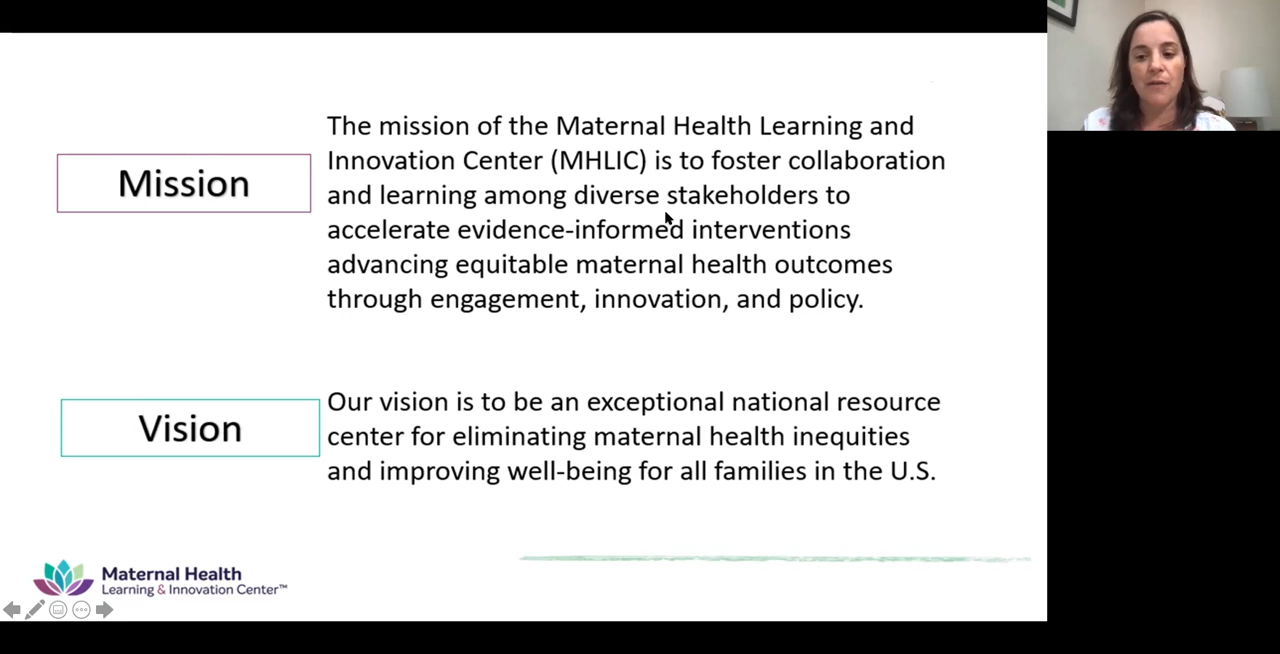 Mission
The mission of the Maternal Health Learning and
Innovation Center (MHLIC) is to foster collaboration
and learning among diverse stakeholders to
accelerate evidence-informed interventions
advancing equitable maternal health outcomes
through engagement, innovation, and policy.
Vision
Our vision is to be an exceptional national resource
center for eliminating maternal health inequities
and improving well-being for all families in the U.S.
Maternal Health
Learning & Innovation Center™